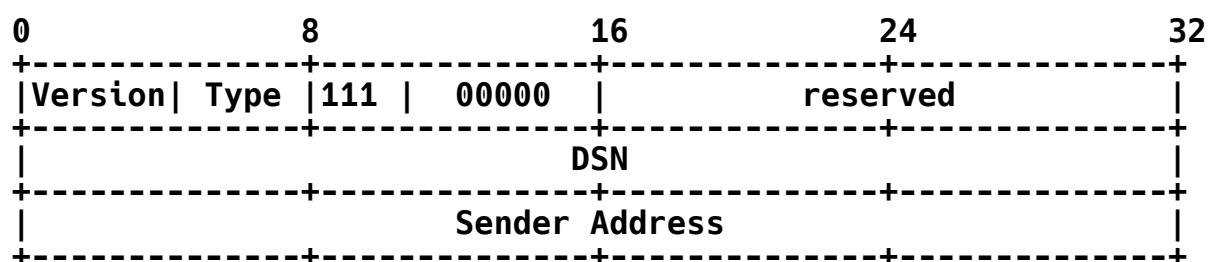 0 8 16 24 32
+--------------+--------------+--------------+--------------+
|Version| Type |111 | 00000 | reserved |
+--------------+--------------+--------------+--------------+
| DSN |
+--------------+--------------+--------------+--------------+
| Sender Address |
+--------------+--------------+--------------+--------------+